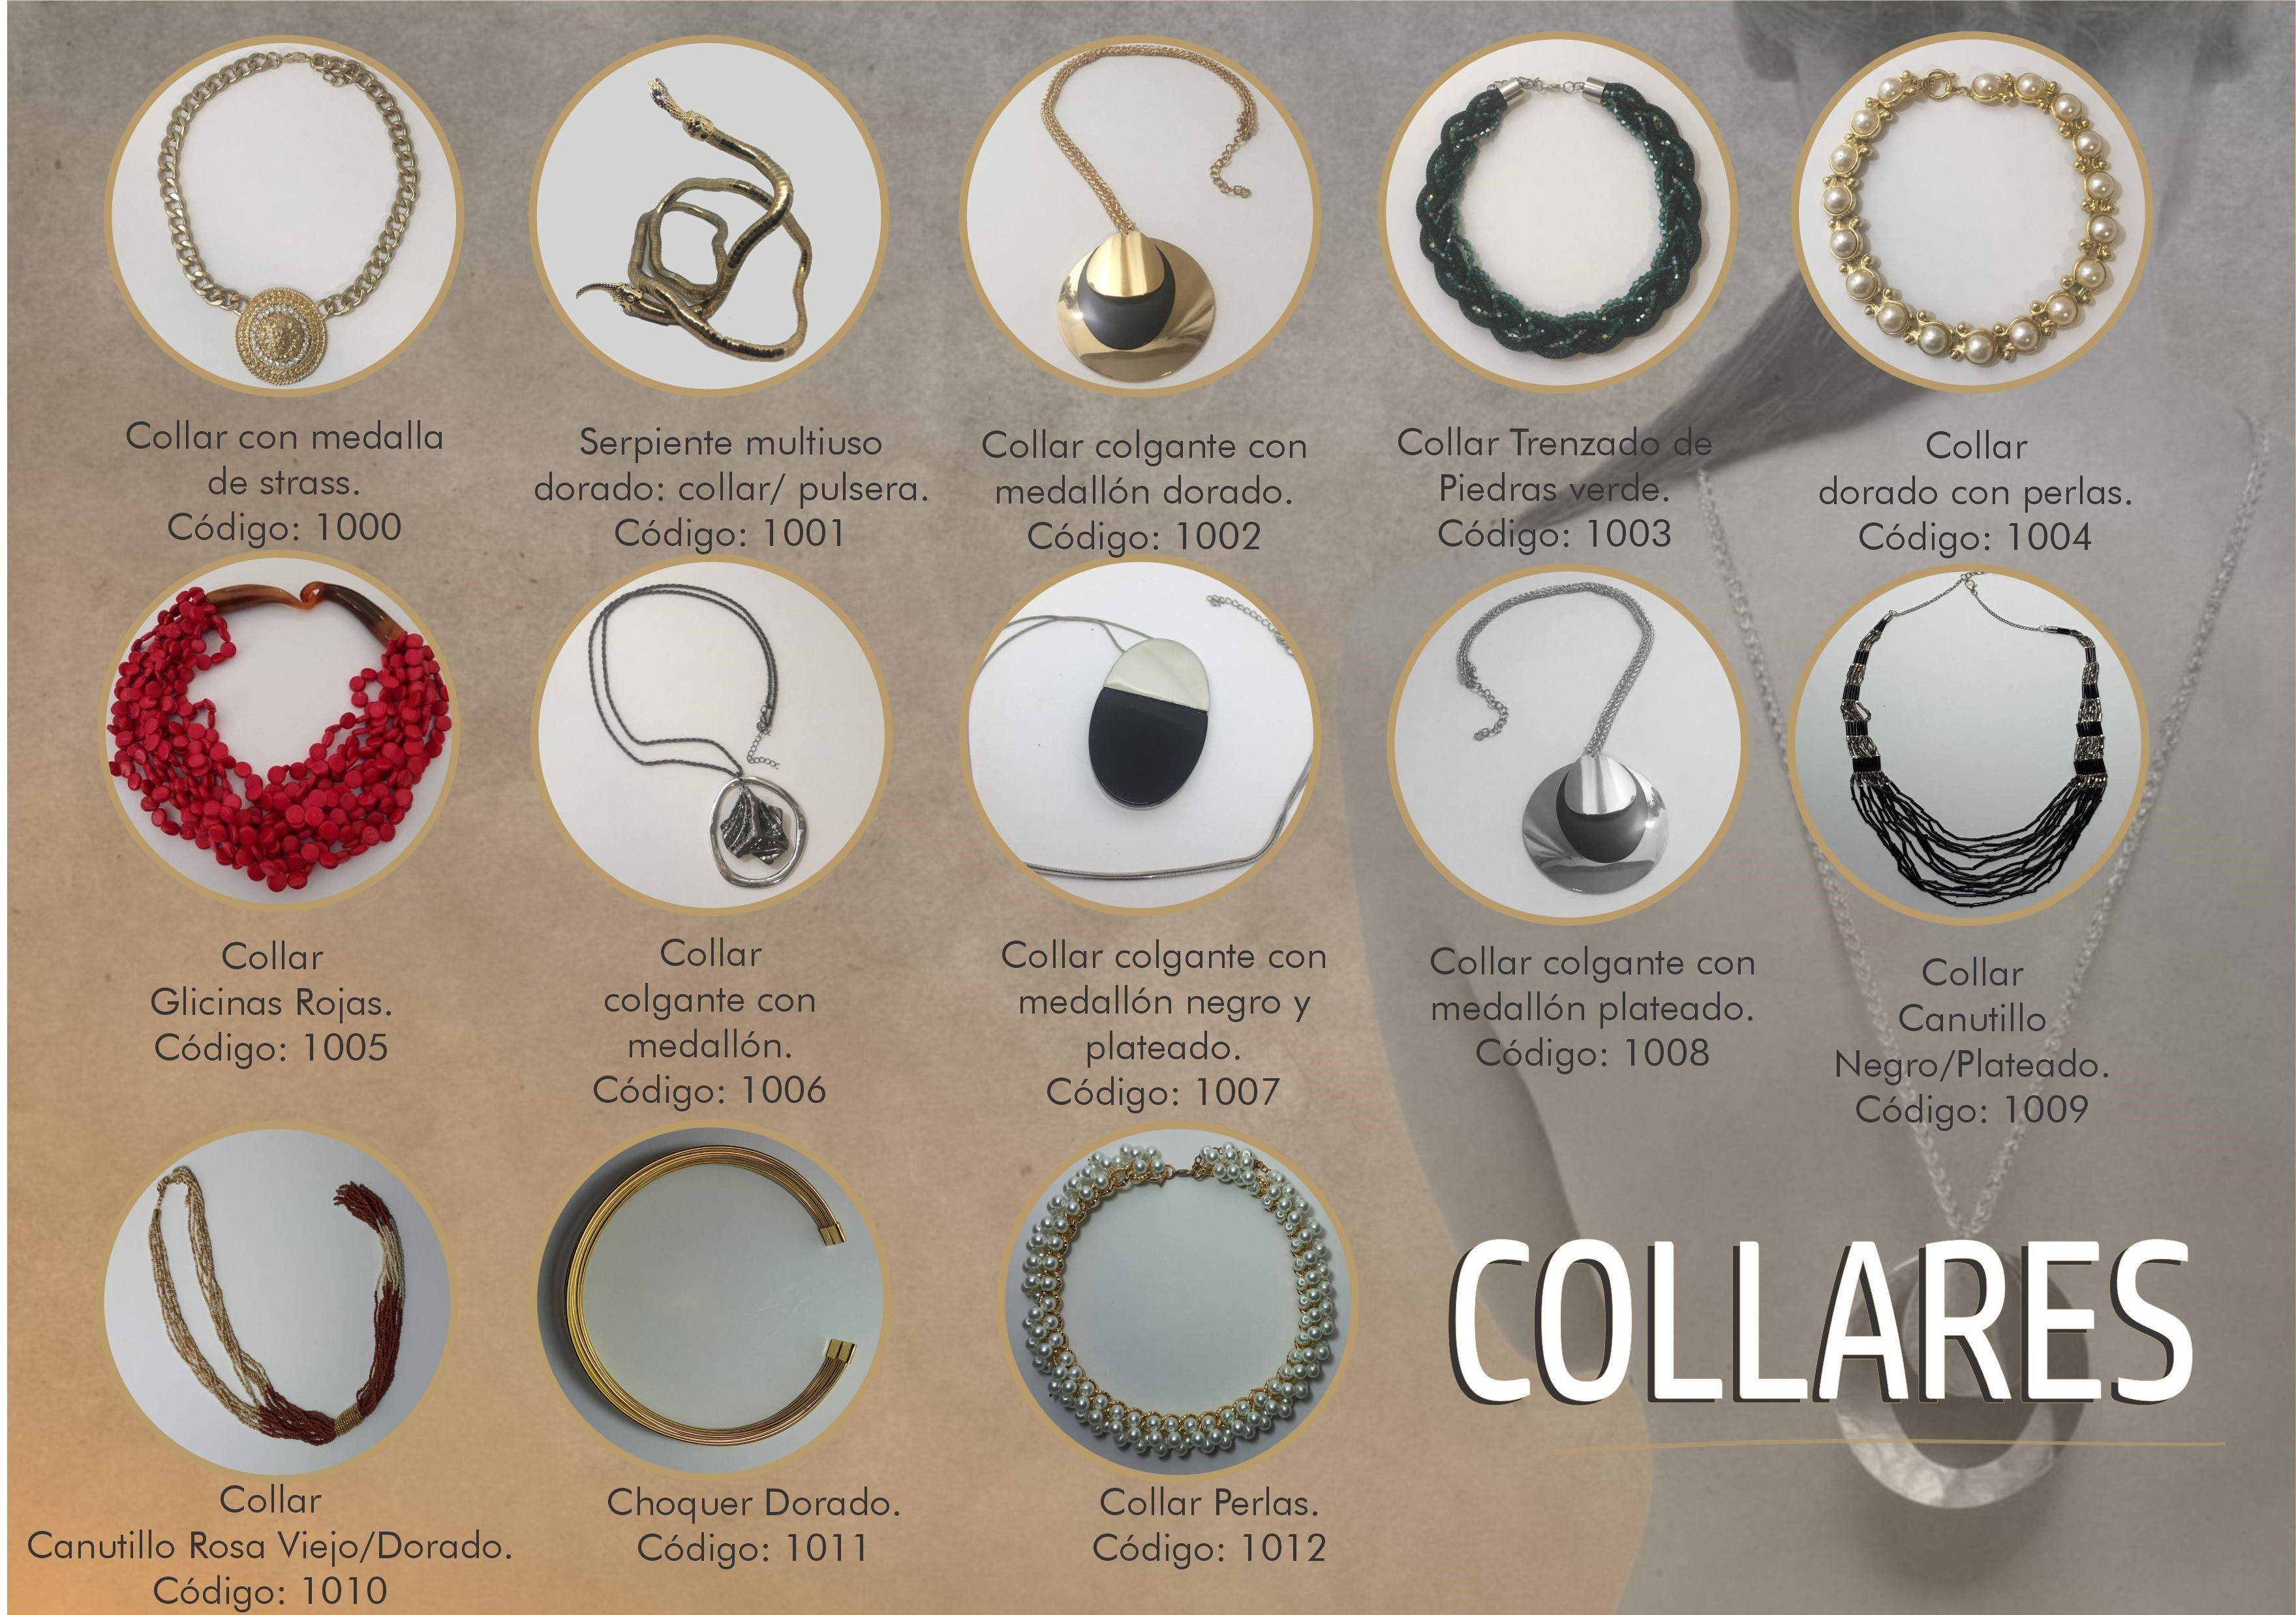 Collar con medalla
de strass.
Código: 1000
Serpiente multiuso
dorado: collar/ pulsera.
Código: 1001
Collar colgante con
medallón dorado.
Código: 1002
Collar Trenzado de
Piedras verde.
Código: 1003
Collar
dorado con perlas.
Código: 1004
Collar
Glicinas Rojas.
Código: 1005
Collar
colgante con
medallón.
Código: 1006
Collar colgante con
medallón negro y
plateado.
Código: 1007
Collar colgante con
medallón plateado.
Código: 1008
Collar
Canutillo
Negro/Plateado.
Código: 1009
Collar
Canutillo Rosa Viejo/Dorado.
Código: 1010
Choquer Dorado.
Código: 1011
Collar Perlas.
Código: 1012
COLLARES